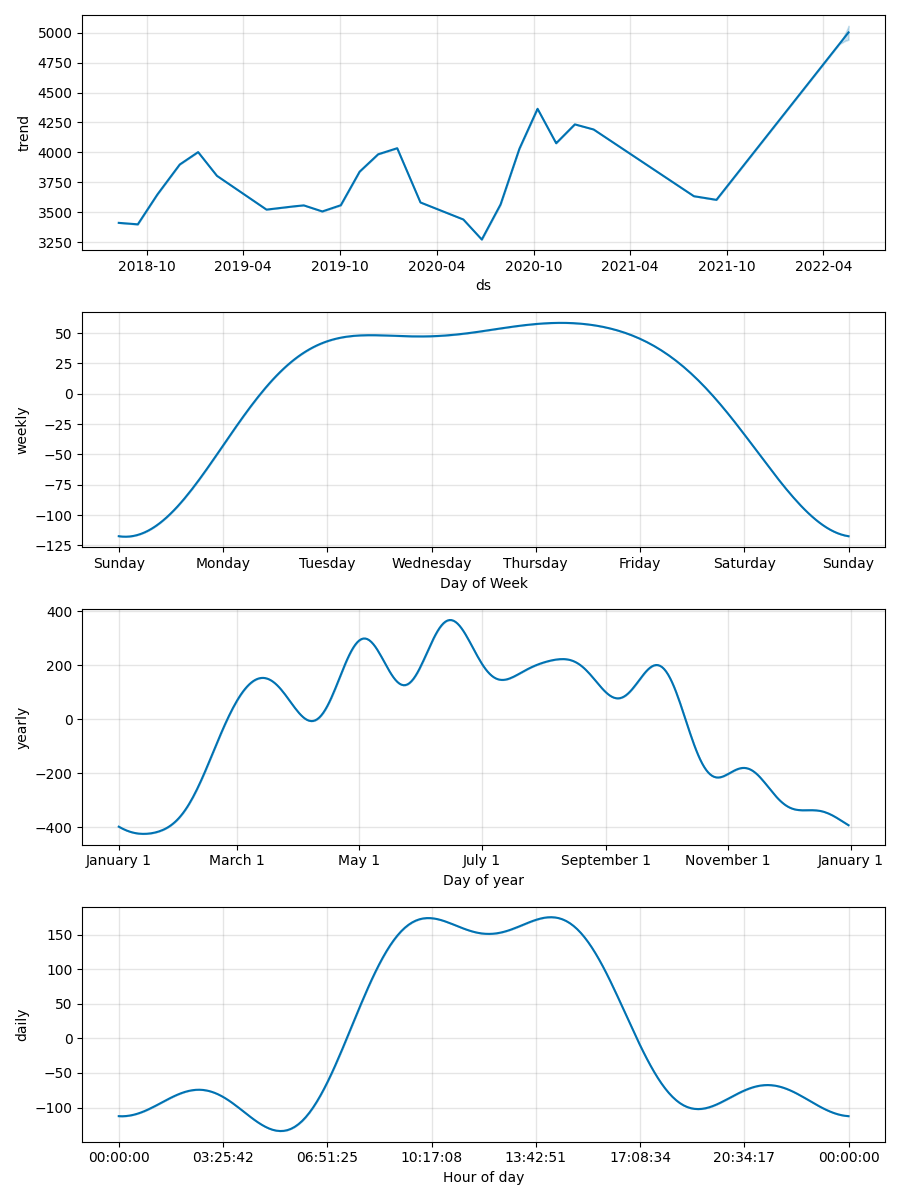 5000
4750
4500
4250
4000
3750
3500
3250
trend
2018-10 2019-04 2019-10 2020-04 2020-10 2021-04 2021-10 2022-04
ds
50
25
0
−25
−50
−75
−100
−125
weekly
Sunday Monday Tuesday Wednesday Thursday Friday Saturday Sunday
Day of Week
400
200
0
−200
−400
yearly
January 1 March 1 May 1 July 1 September 1 November 1 January 1
Day of year
150
100
50
0
−50
−100
daily
00:00:00 03:25:42 06:51:25 10:17:08 13:42:51 17:08:34 20:34:17 00:00:00
Hour of day